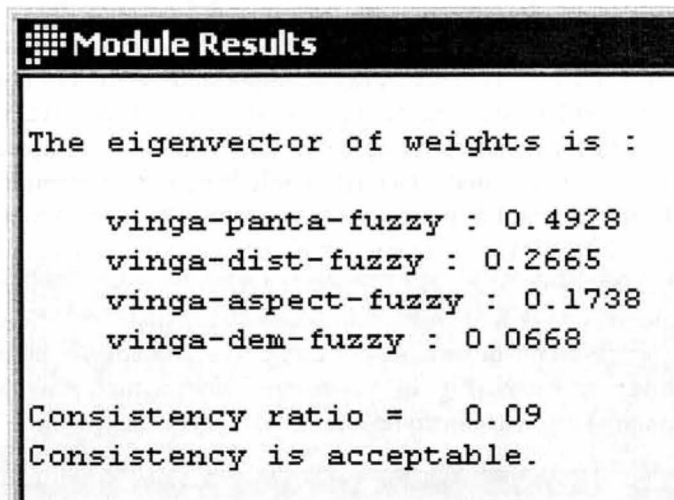 Module Results
The eigenvector of weights is :
vinga-panta-fuzzy : 0.4928
vinga-dist-fuzzy : 0.2665
vinga-aspect-fuzzy : 0.1738
vinga-dem-fuzzy : 0.0668
Consistency ratio = 0.09
Consistency is acceptable.